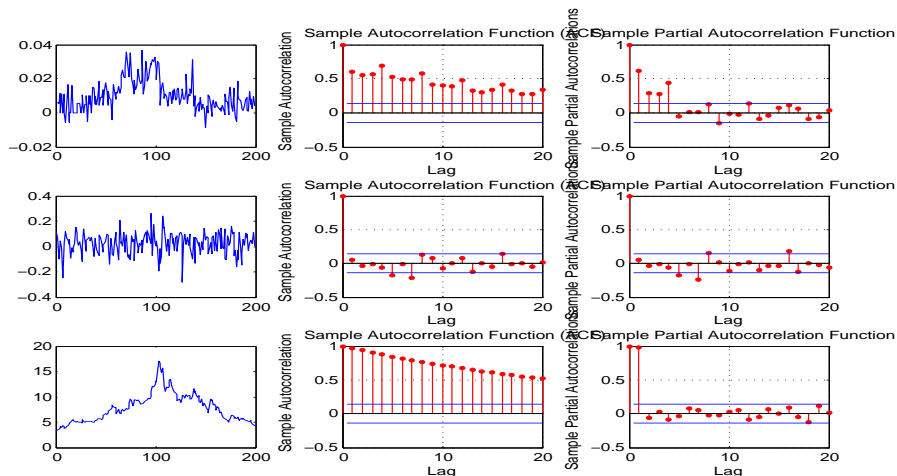 Sample Autocorrelation Function (ACF)
Sample Partial Autocorrelation Function
0.04
0.02
0
−0.02
0 100 200
Sample Autocorrelation
1
0.5
0
−0.5
0 10 20
Lag
Sample Partial Autocorrelations
1
0.5
0
−0.5
0 10 20
Lag
Sample Autocorrelation Function (ACF)
Sample Partial Autocorrelation Function
0.4
0.2
0
−0.2
−0.4
0 100 200
Sample Autocorrelation
1
0.5
0
−0.5
0 10 20
Lag
Sample Partial Autocorrelations
1
0.5
0
−0.5
0 10 20
Lag
Sample Autocorrelation Function (ACF)
Sample Partial Autocorrelation Function
20
15
10
5
0
0 100 200
Sample Autocorrelation
1
0.5
0
−0.5
0 10 20
Lag
Sample Partial Autocorrelations
1
0.5
0
−0.5
0 10 20
Lag